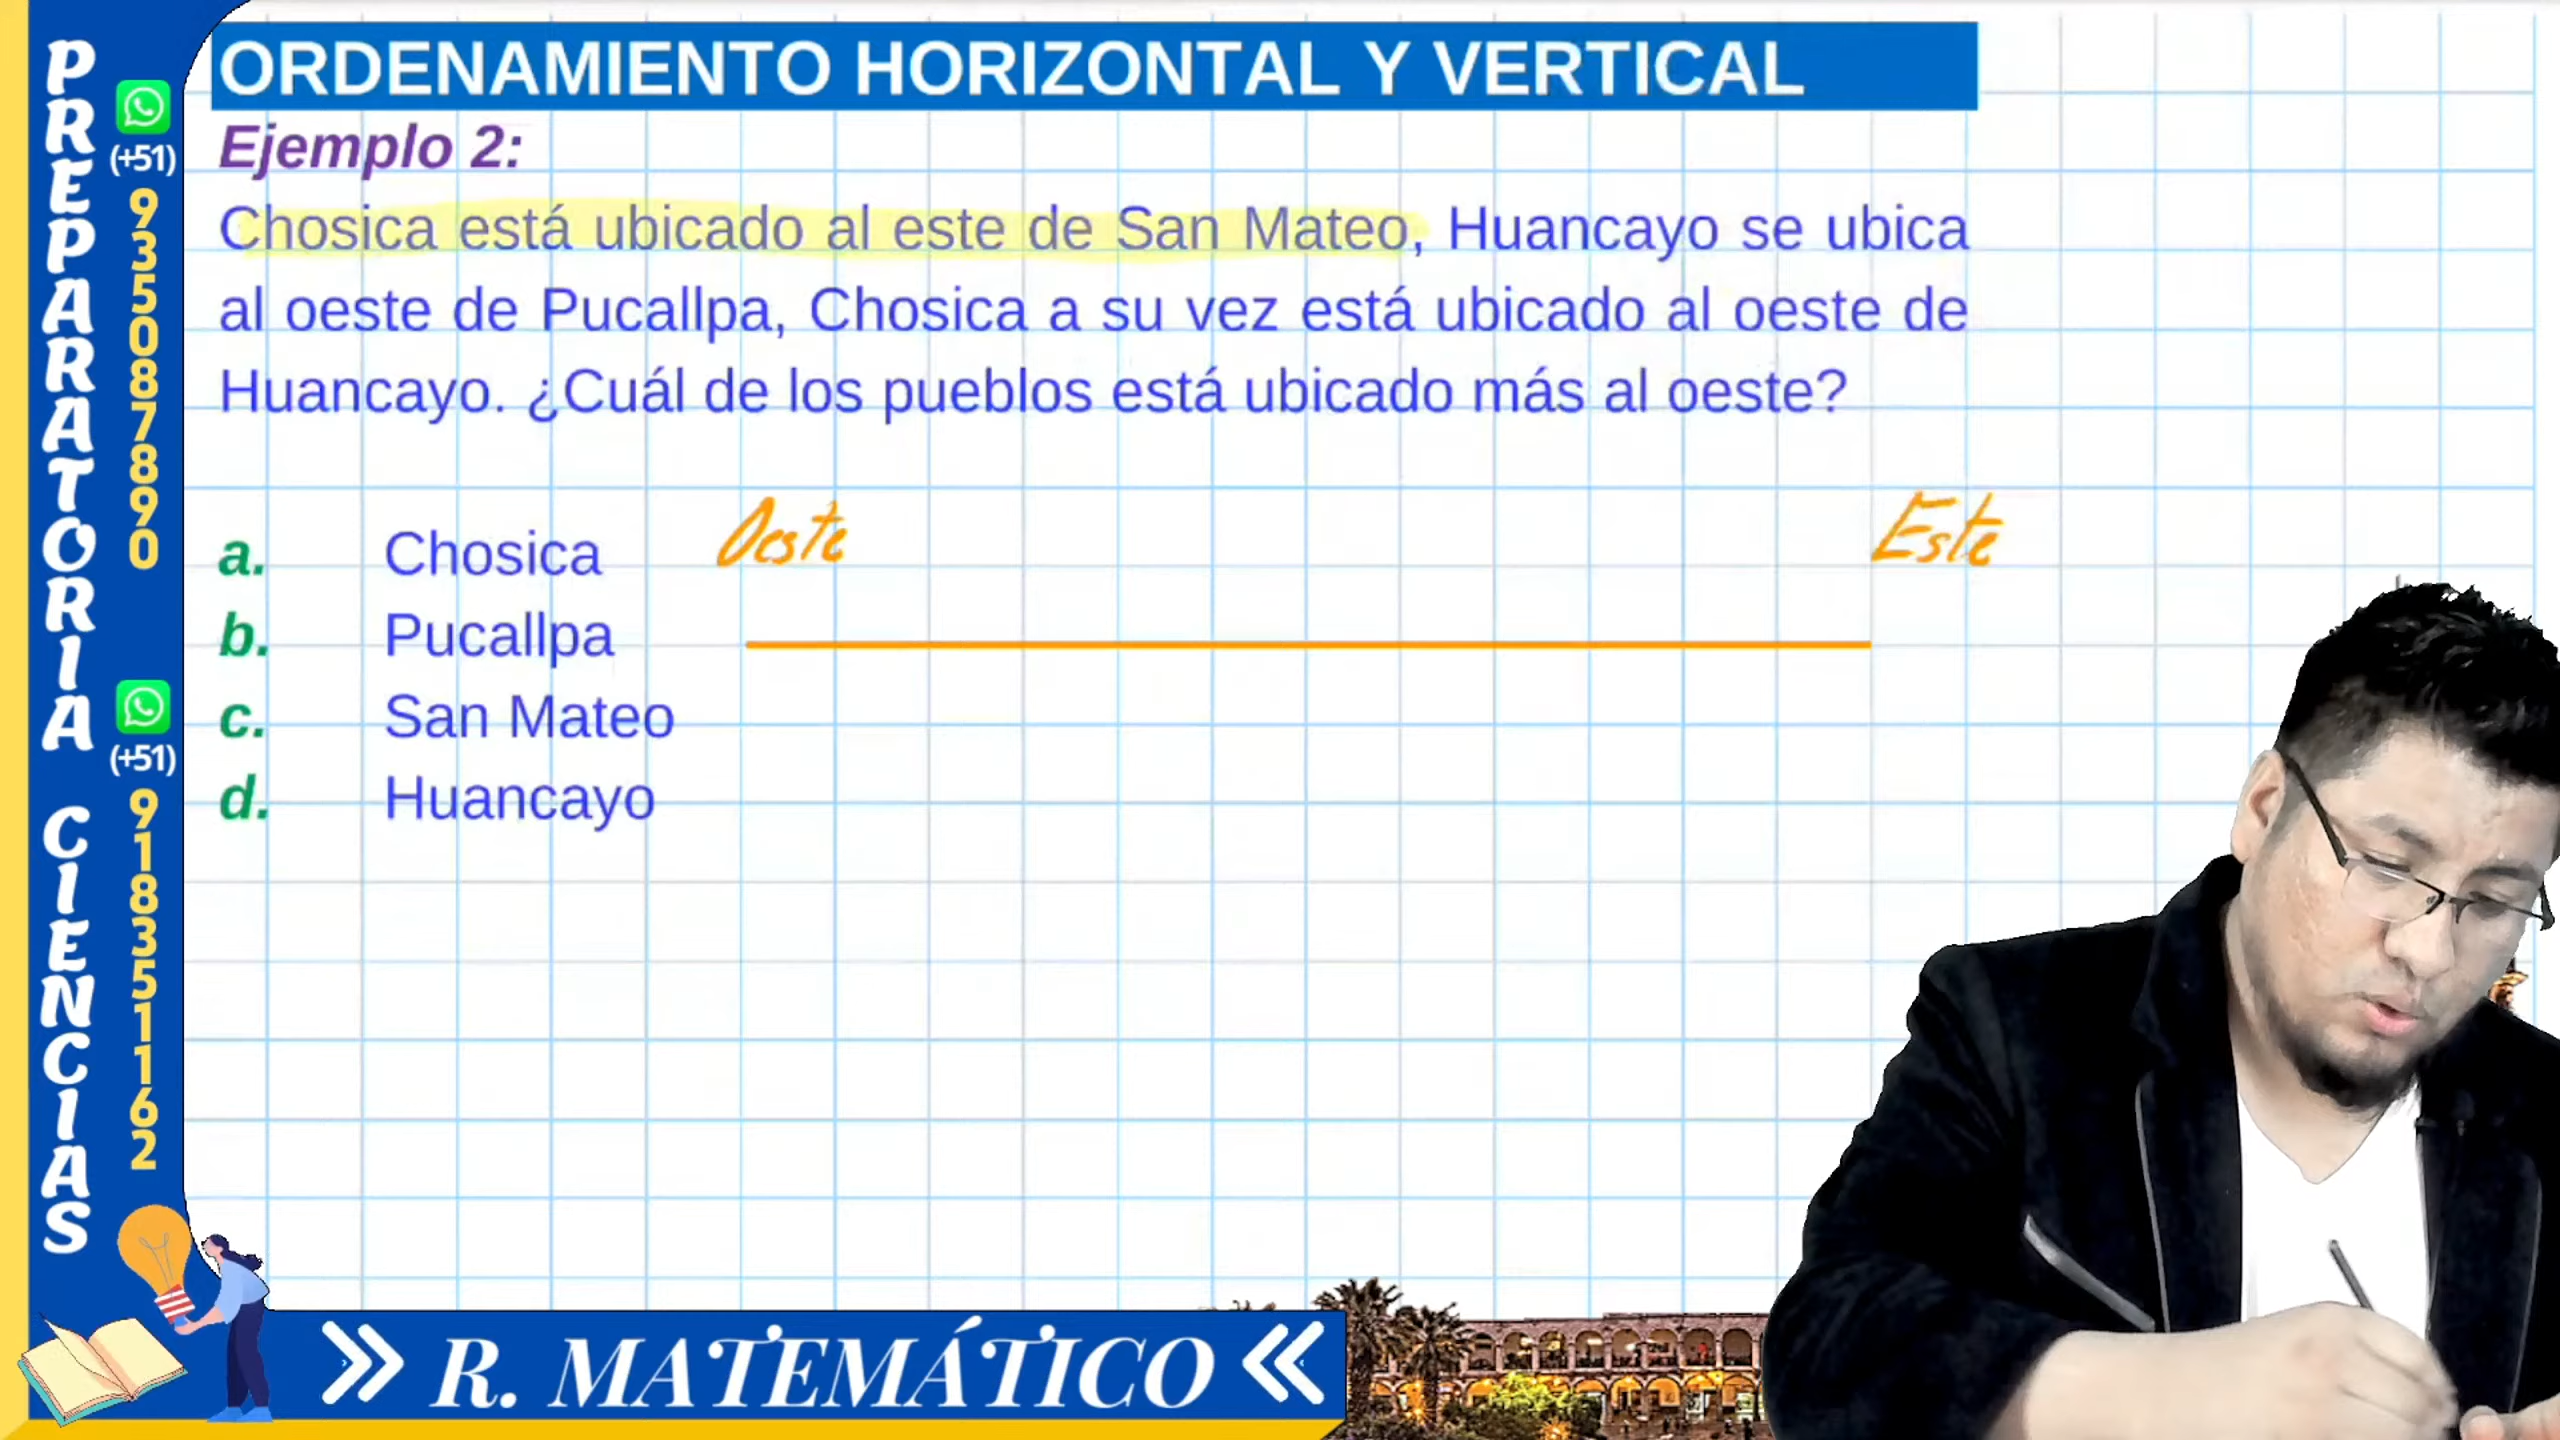 ORDENAMIENTO HORIZONTAL Y VERTICAL
Ejemplo 2:
Chosica está ubicado al este de San Mateo, Huancayo se ubica
al oeste de Pucallpa, Chosica a su vez está ubicado al oeste de
Huancayo. ¿Cuál de los pueblos está ubicado más al oeste?
a. Chosica
b. Pucallpa
c. San Mateo
d. Huancayo
Oeste
Este
PREPARATORIA CIENCIAS
(+51)
935087890
(+51)
918351162
R. MATEMÁTICO